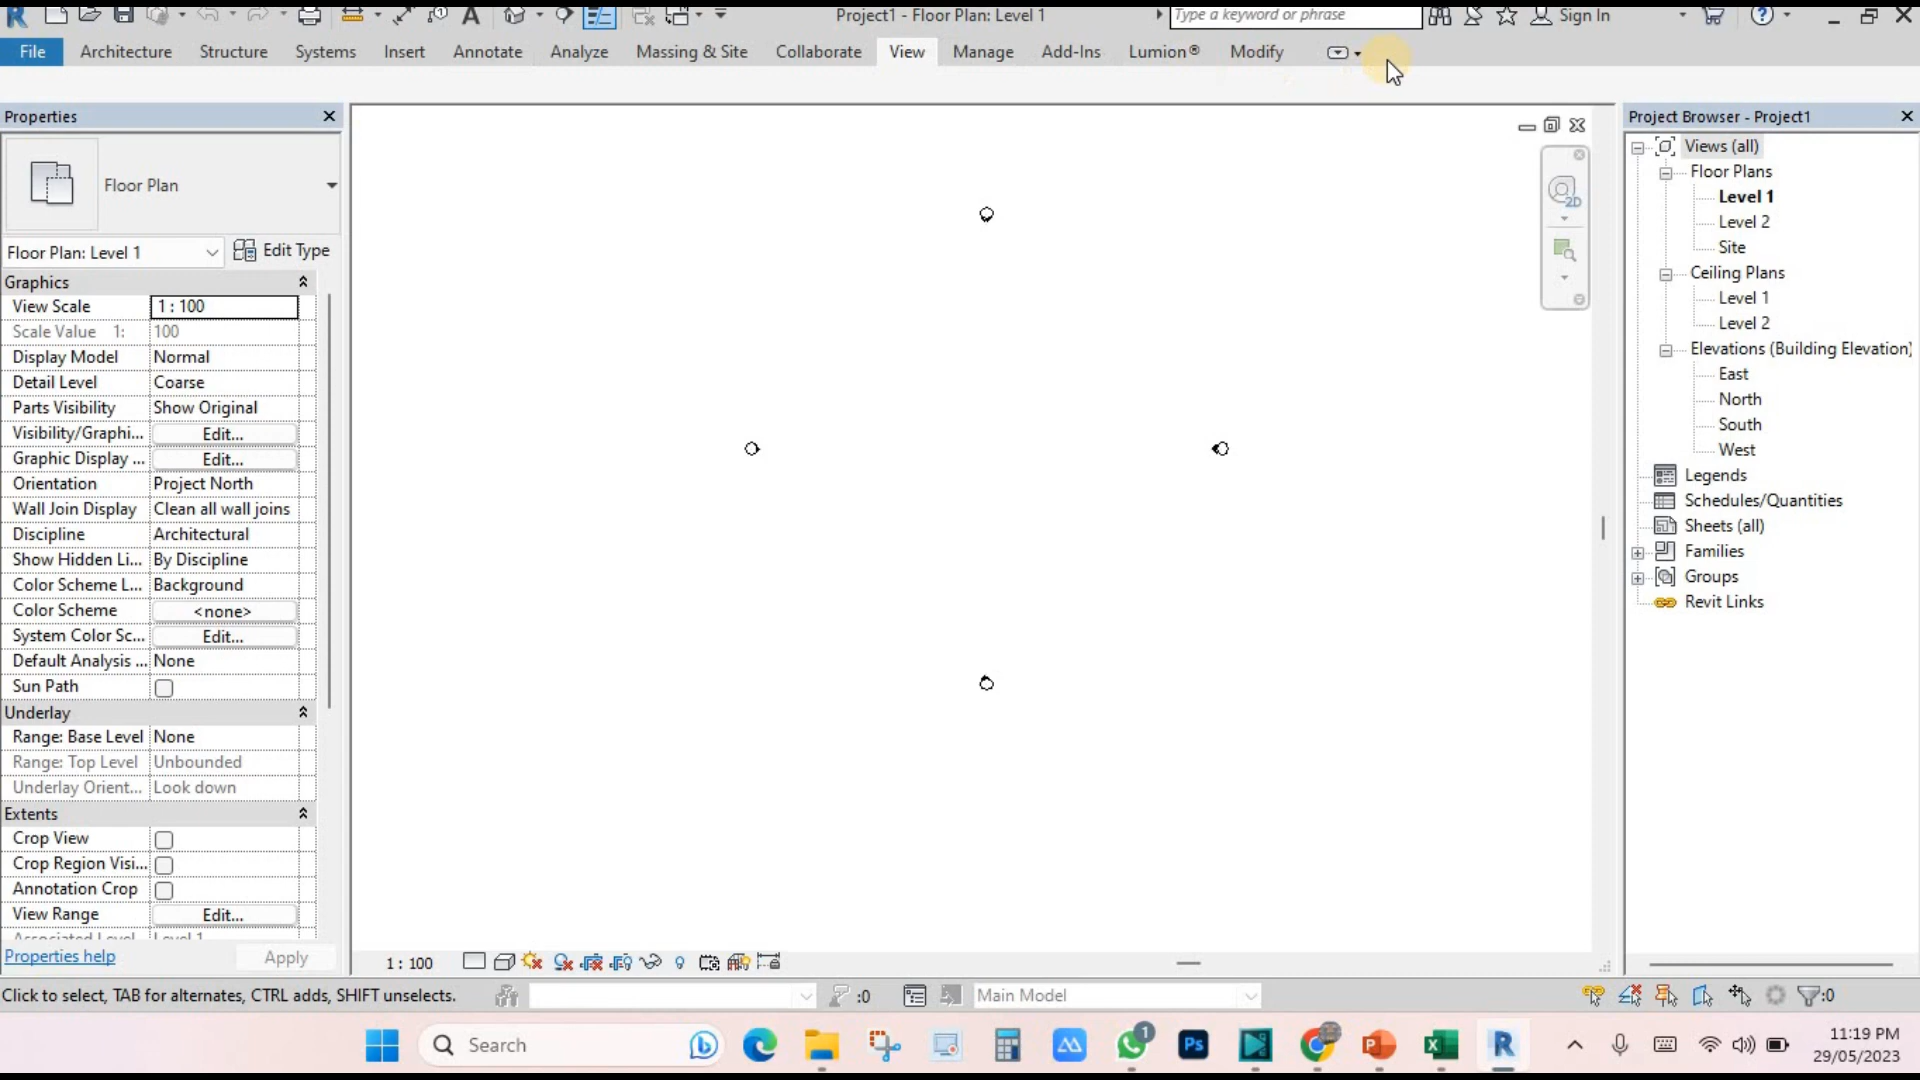 Project1 - Floor Plan: Level 1
Type a keyword or phrase
Sign In
File Architecture Structure Systems Insert Annotate Analyze Massing & Site Collaborate View Manage Add-Ins Lumion® Modify
Properties
Floor Plan
Floor Plan: Level 1
Edit Type
Graphics
View Scale 1 : 100
Scale Value 1: 100
Display Model Normal
Detail Level Coarse
Parts Visibility Show Original
Visibility/Graphi... Edit...
Graphic Display ... Edit...
Orientation Project North
Wall Join Display Clean all wall joins
Discipline Architectural
Show Hidden Li... By Discipline
Color Scheme L... Background
Color Scheme <none>
System Color Sc... Edit...
Default Analysis ... None
Sun Path
Underlay
Range: Base Level None
Range: Top Level Unbounded
Underlay Orient... Look down
Extents
Crop View
Crop Region Visi...
Annotation Crop
View Range Edit...
Associated Level Level 1
Properties help
Apply
1 : 100
2D
Project Browser - Project1
Views (all)
Floor Plans
Level 1
Level 2
Site
Ceiling Plans
Level 1
Level 2
Elevations (Building Elevation)
East
North
South
West
Legends
Schedules/Quantities
Sheets (all)
Families
Groups
Revit Links
Click to select, TAB for alternates, CTRL adds, SHIFT unselects.
:0
Main Model
:0
Search
1
Ps
11:19 PM
29/05/2023